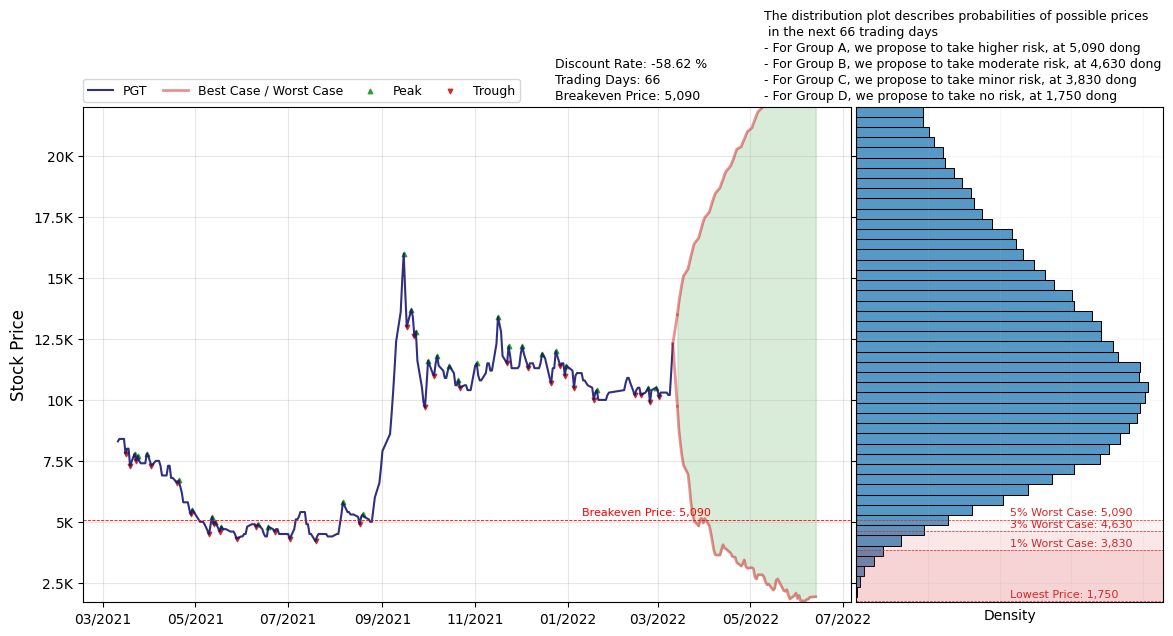 The distribution plot describes probabilities of possible prices
in the next 66 trading days
- For Group A, we propose to take higher risk, at 5,090 dong
- For Group B, we propose to take moderate risk, at 4,630 dong
- For Group C, we propose to take minor risk, at 3,830 dong
- For Group D, we propose to take no risk, at 1,750 dong
Discount Rate: -58.62 %
Trading Days: 66
Breakeven Price: 5,090
PGT Best Case / Worst Case Peak Trough
Stock Price
20K
17.5K
15K
12.5K
10K
7.5K
5K
2.5K
Breakeven Price: 5,090
5% Worst Case: 5,090
3% Worst Case: 4,630
1% Worst Case: 3,830
Lowest Price: 1,750
03/2021 05/2021 07/2021 09/2021 11/2021 01/2022 03/2022 05/2022 07/2022
Density